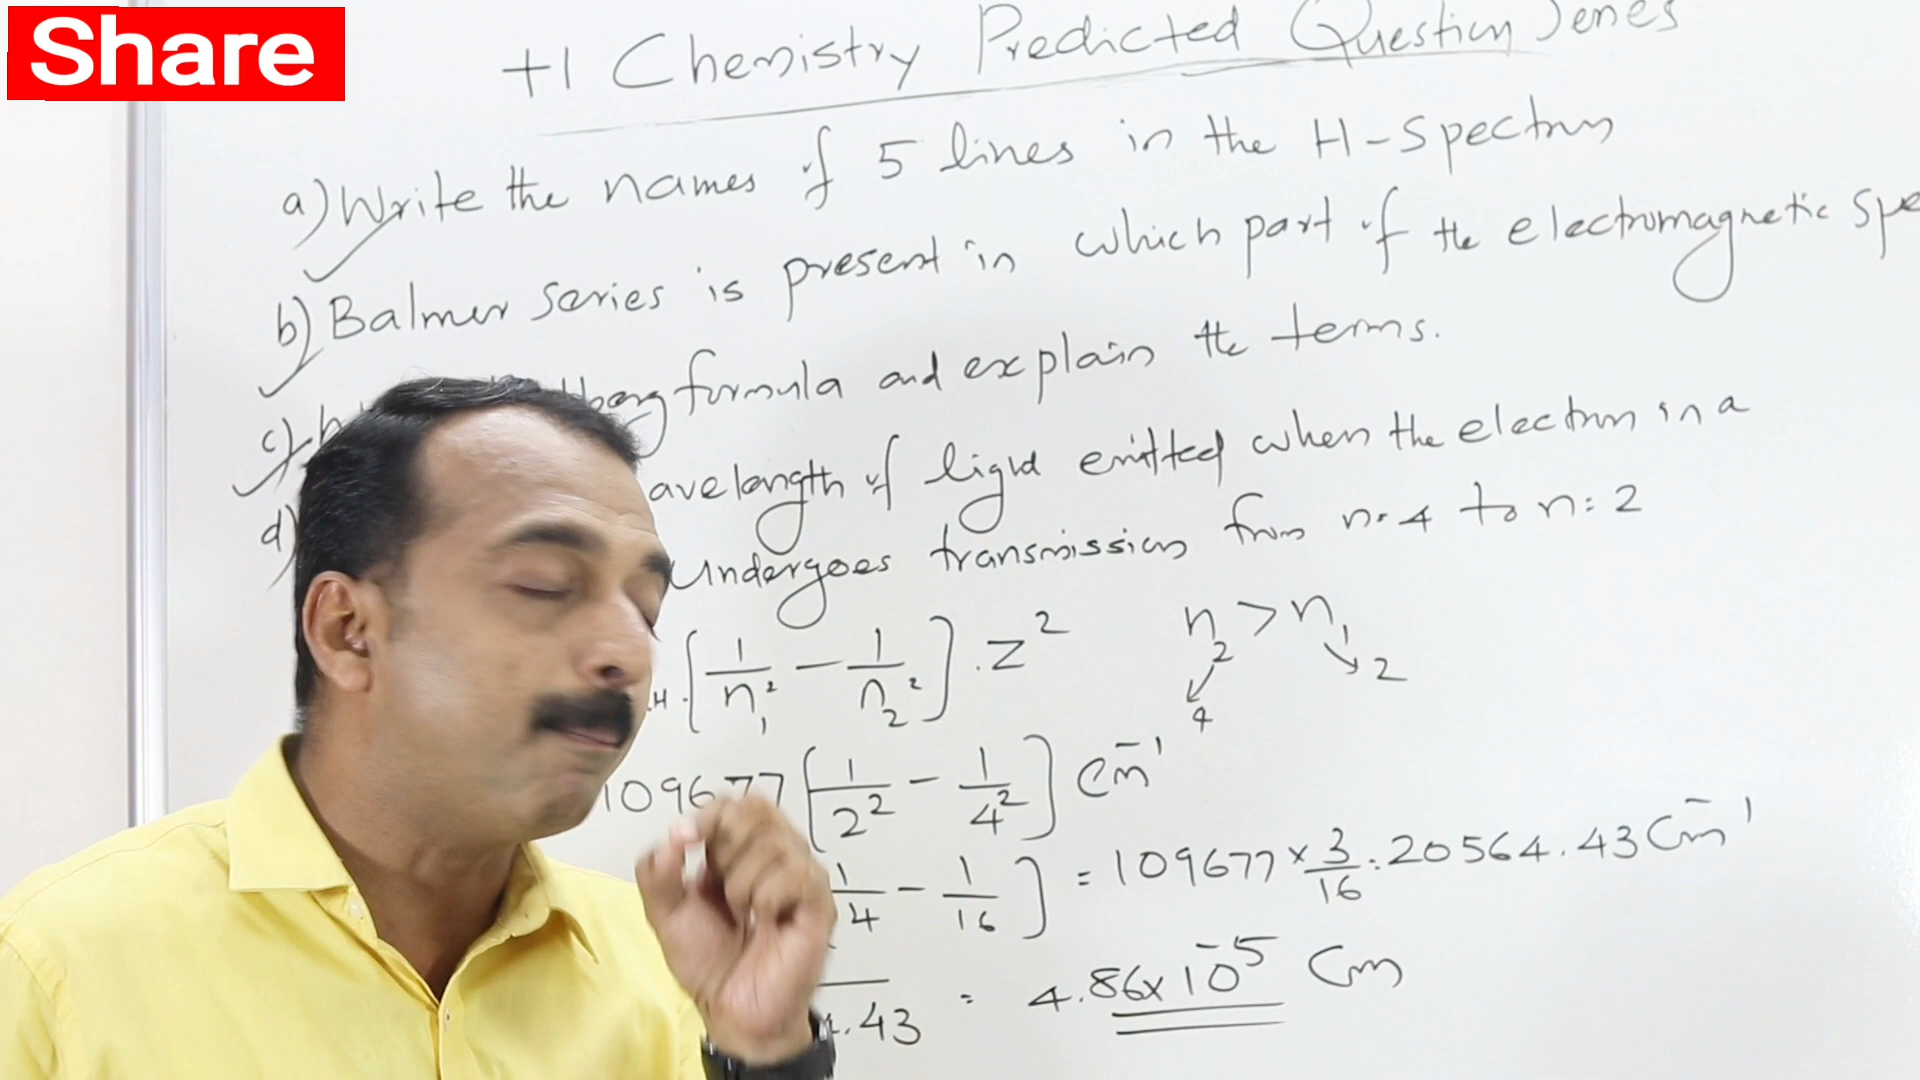 Share
+1 Chemistry Predicted Question Series
a) Write the names of 5 lines in the H-Spectrum
b) Balmer Series is present in which part of the electromagnetic Spe
c) formula and explain the terms.
d) avelength of light emitted when the electron in a
Undergoes transmission from n=4 to n=2
H.[1/n₁² − 1/n₂²].Z² n₂ > n₁
4 2
109677 [1/2² − 1/4²] cm⁻¹
1/4 − 1/16] = 109677 × 3/16 = 20564.43 cm⁻¹
.43 = 4.86×10⁻⁵ cm